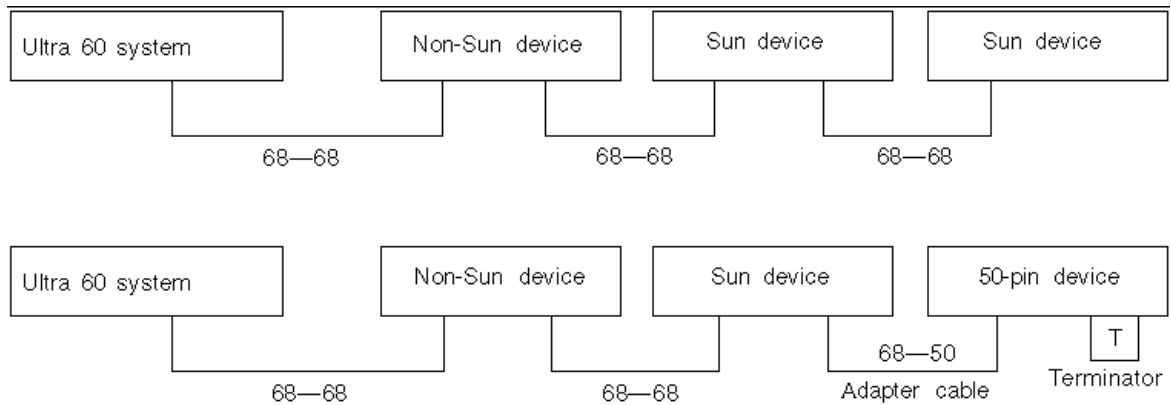 Ultra 60 system
Non-Sun device
Sun device
Sun device
68—68
68—68
68—68
Ultra 60 system
Non-Sun device
Sun device
50-pin device
68—50
T
68—68
68—68
Adapter cable
Terminator